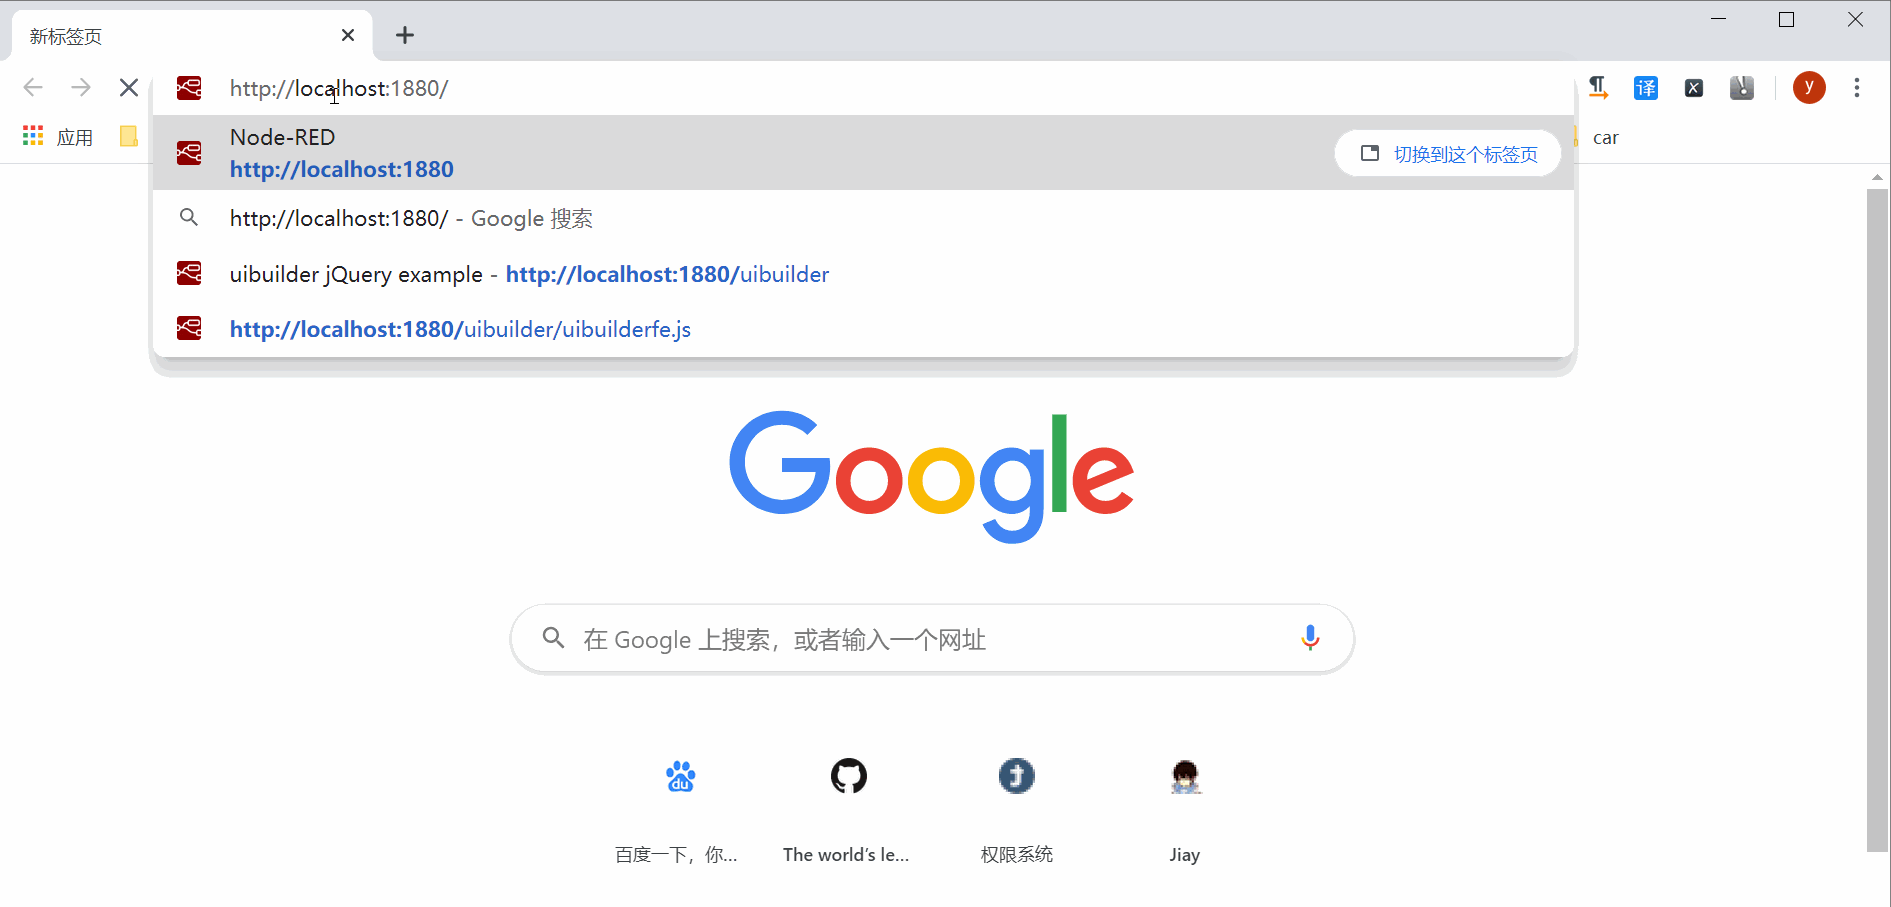 新标签页
http://localhost:1880/
译
X
y
应用
car
Node-RED
http://localhost:1880
切换到这个标签页
http://localhost:1880/ - Google 搜索
uibuilder jQuery example - http://localhost:1880/uibuilder
http://localhost:1880/uibuilder/uibuilderfe.js
Google
在 Google 上搜索，或者输入一个网址
du
百度一下，你... The world's le... 权限系统 Jiay